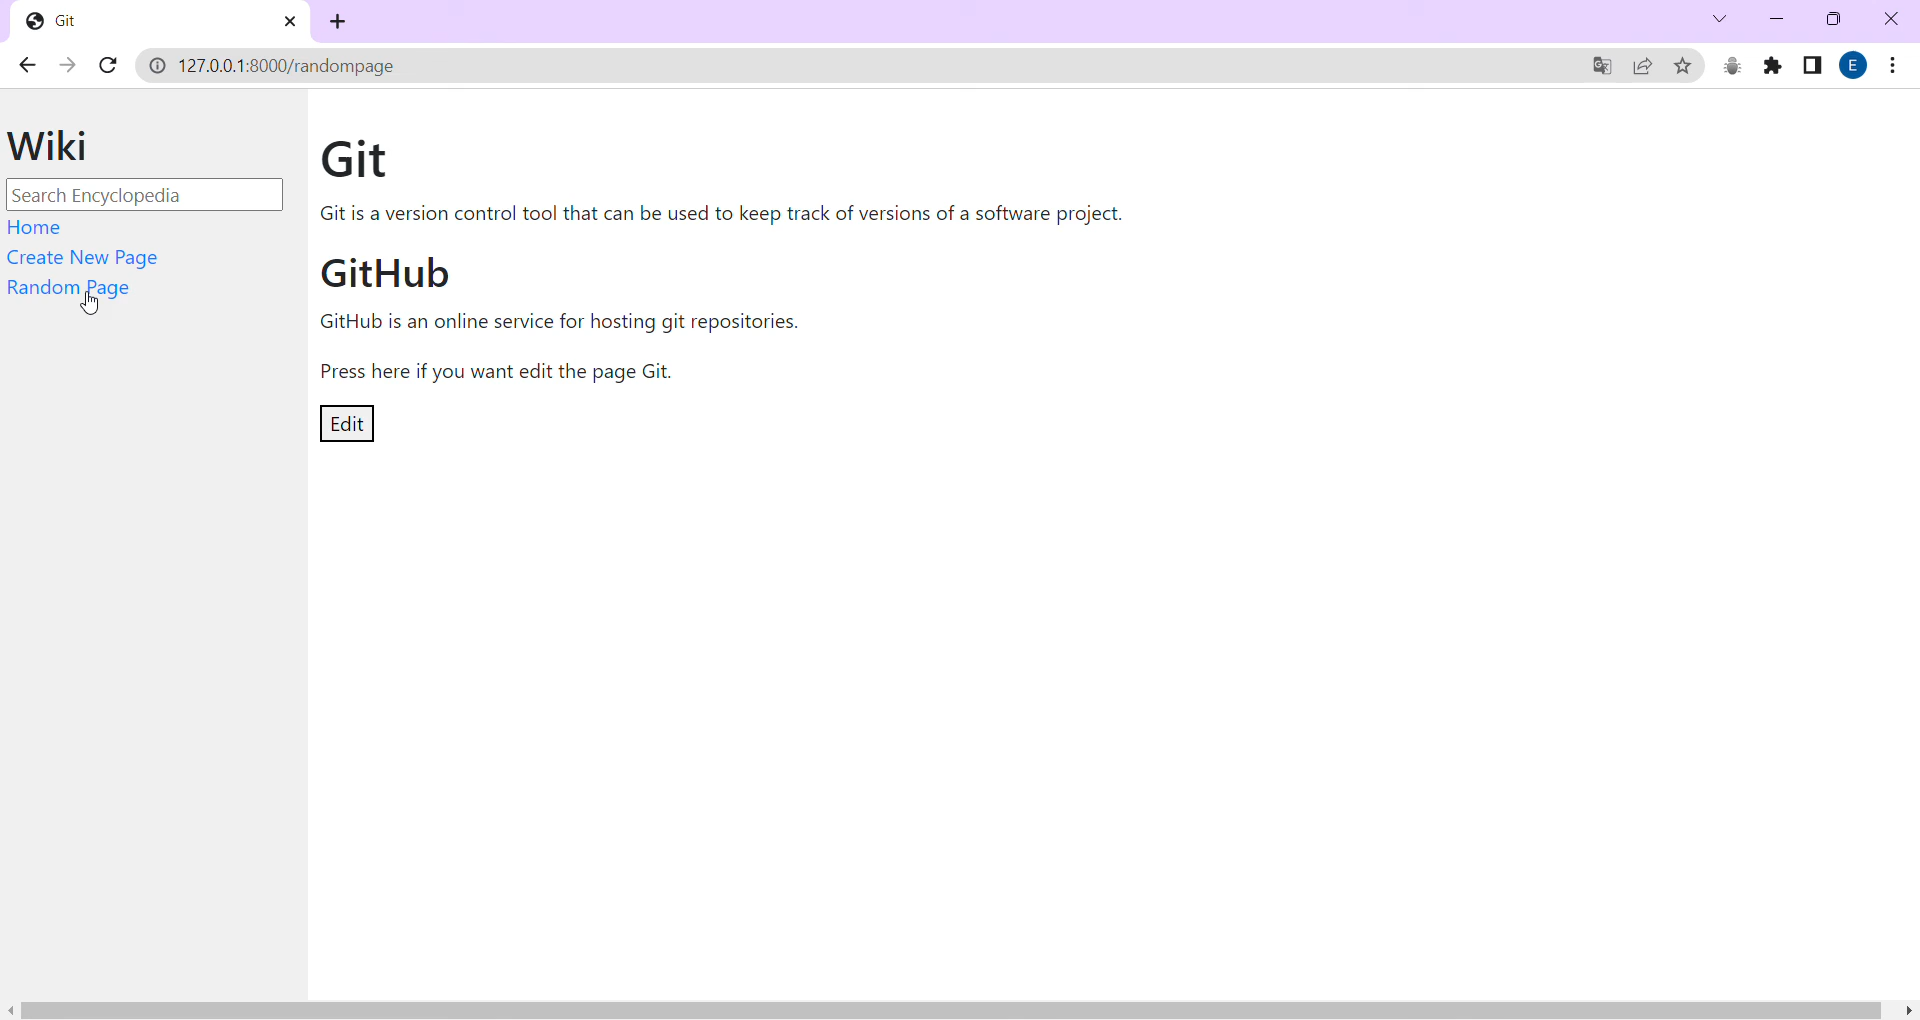 Git
127.0.0.1:8000/randompage
E
Wiki
Search Encyclopedia
Home
Create New Page
Random Page
Git
Git is a version control tool that can be used to keep track of versions of a software project.
GitHub
GitHub is an online service for hosting git repositories.
Press here if you want edit the page Git.
Edit